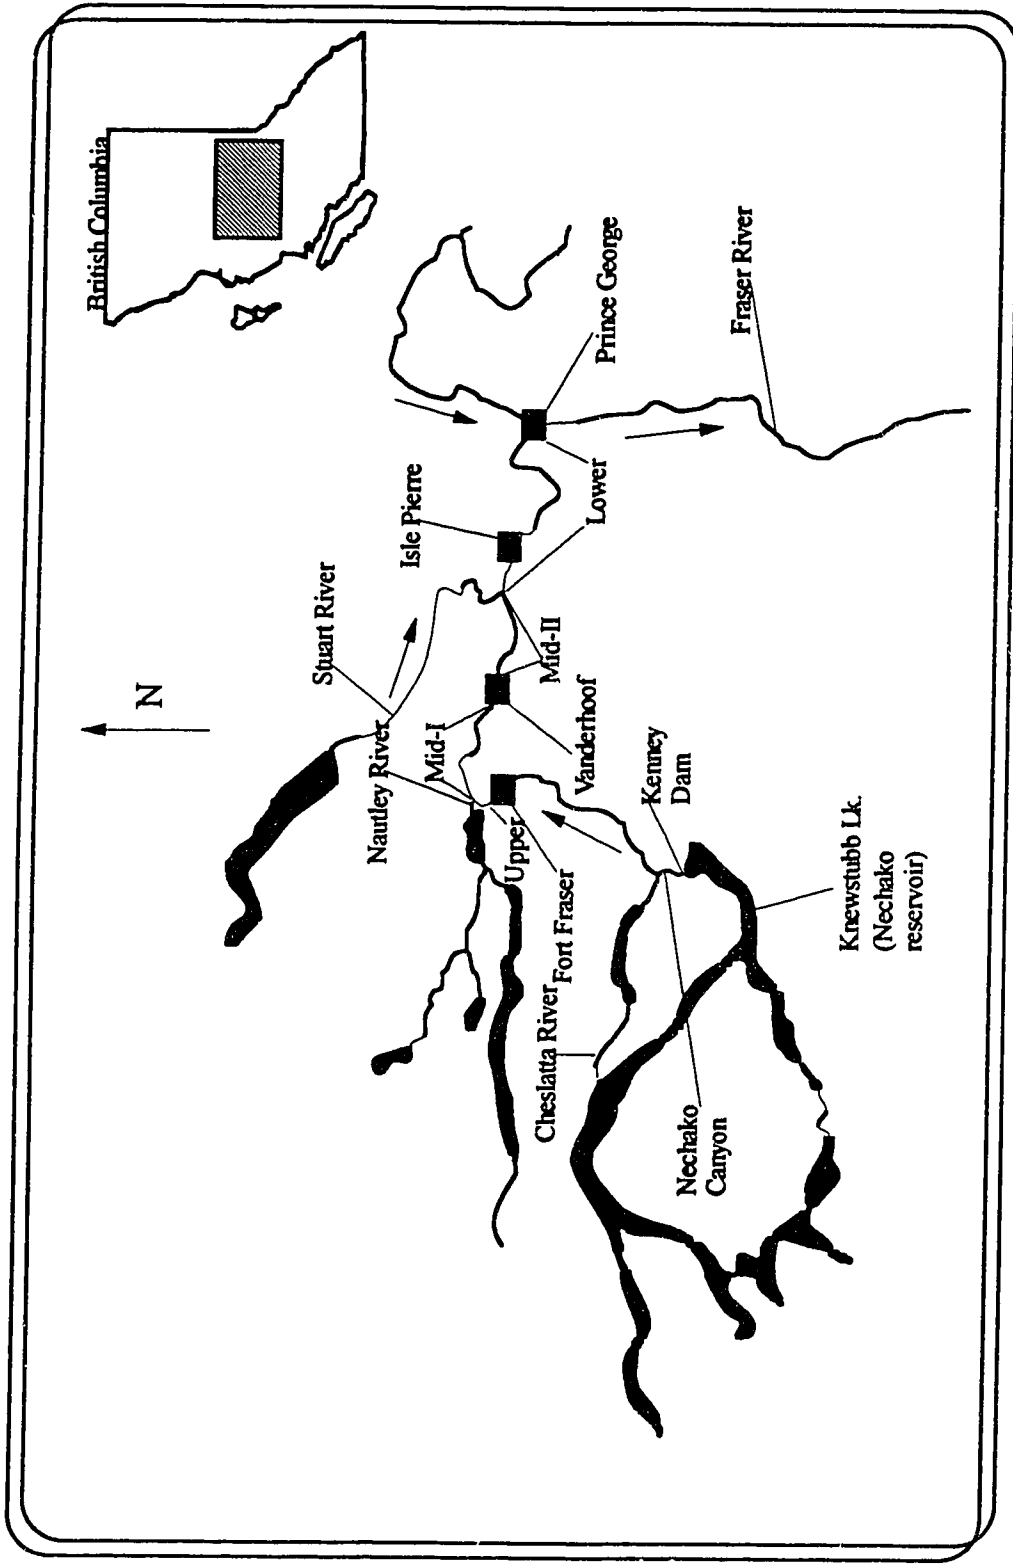 British Columbia
N
Stuart River
Isle Pierre
Prince George
Fraser River
Lower
Nautley River
Mid-I
Mid-II
Vanderhoof
Upper
Fort Fraser
Kenney
Dam
Cheslatta River
Nechako
Canyon
Knewstubb Lk.
(Nechako
reservoir)